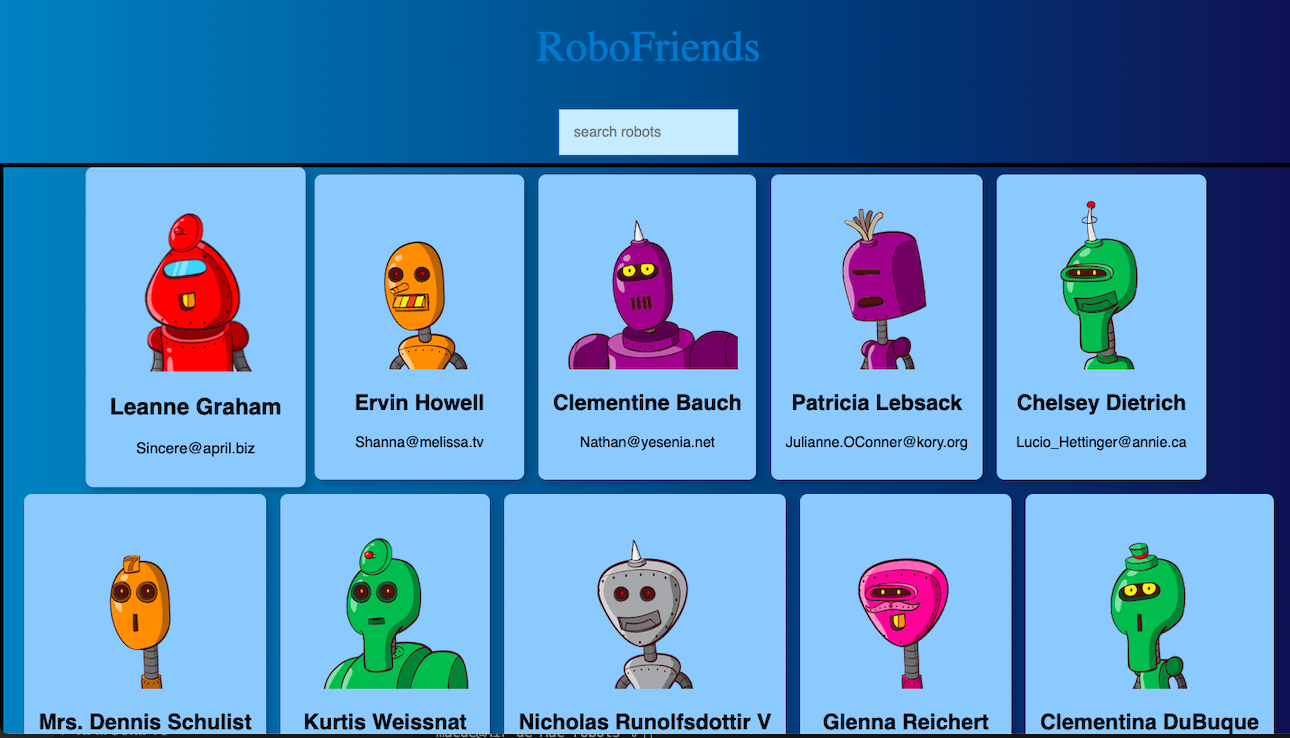 RoboFriends
search robots
Leanne Graham
Sincere@april.biz
Ervin Howell
Shanna@melissa.tv
Clementine Bauch
Nathan@yesenia.net
Patricia Lebsack
Julianne.OConner@kory.org
Chelsey Dietrich
Lucio_Hettinger@annie.ca
7
Mrs. Dennis Schulist
Kurtis Weissnat
Nicholas Runolfsdottir V
Glenna Reichert
Clementina DuBuque